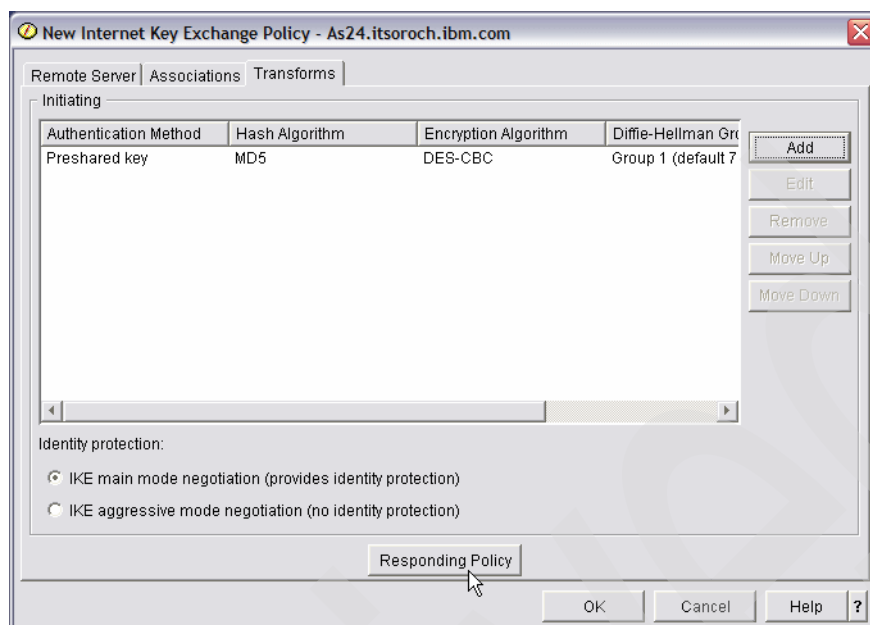 New Internet Key Exchange Policy - As24.itsoroch.ibm.com
Remote Server Associations Transforms
Initiating
Authentication Method Hash Algorithm Encryption Algorithm Diffie-Hellman Gro
Preshared key MD5 DES-CBC Group 1 (default 7
Add
Edit
Remove
Move Up
Move Down
Identity protection:
IKE main mode negotiation (provides identity protection)
IKE aggressive mode negotiation (no identity protection)
Responding Policy
OK Cancel Help ?